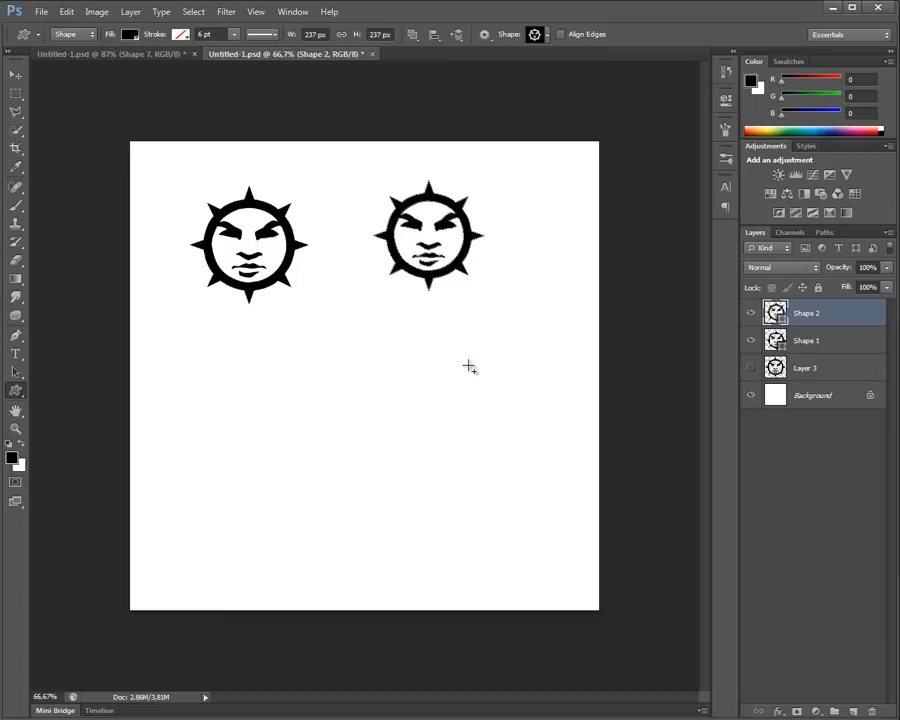 Ps File Edit Image Layer Type Select Filter View Window Help
Shape Fill: Stroke: 6 pt W: 237 px H: 237 px Shape: Align Edges Essentials
Untitled-1.psd @ 87% (Shape 7, RGB/8) * × Untitled-1.psd @ 66,7% (Shape 2, RGB/8) * ×
Color Swatches
R 0
G 0
B 0
Adjustments Styles
Add an adjustment
Layers Channels Paths
Kind
Normal Opacity: 100%
Lock: Fill: 100%
Shape 2
Shape 1
Layer 3
Background
66,67% Doc: 2,86M/3,81M
Mini Bridge Timeline